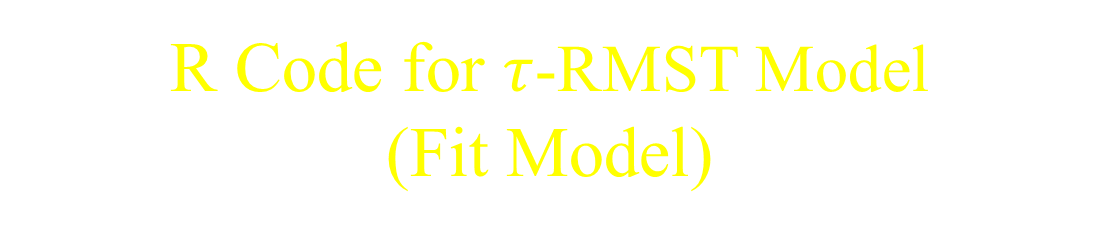 R Code for τ-RMST Model
(Fit Model)